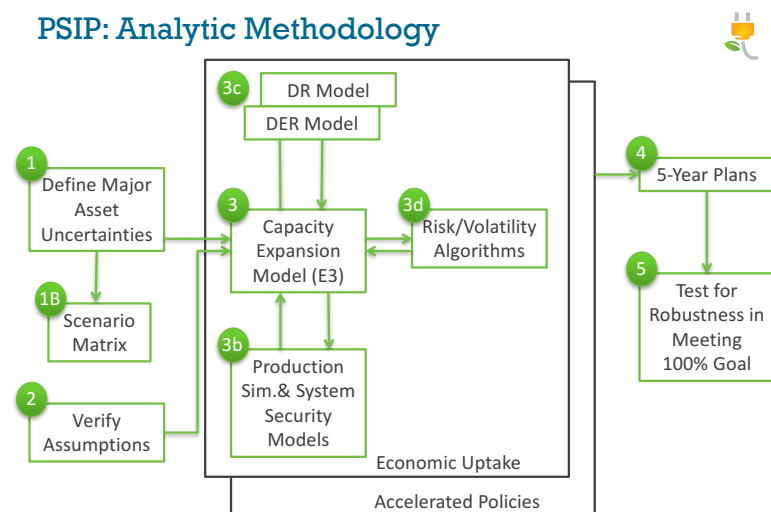 PSIP: Analytic Methodology
3c
DR Model
DER Model
1
Define Major
Asset
Uncertainties
1B
Scenario
Matrix
2
Verify
Assumptions
3
Capacity
Expansion
Model (E3)
3d
Risk/Volatility
Algorithms
3b
Production
Sim.& System
Security
Models
Economic Uptake
Accelerated Policies
4
5-Year Plans
5
Test for
Robustness in
Meeting
100% Goal